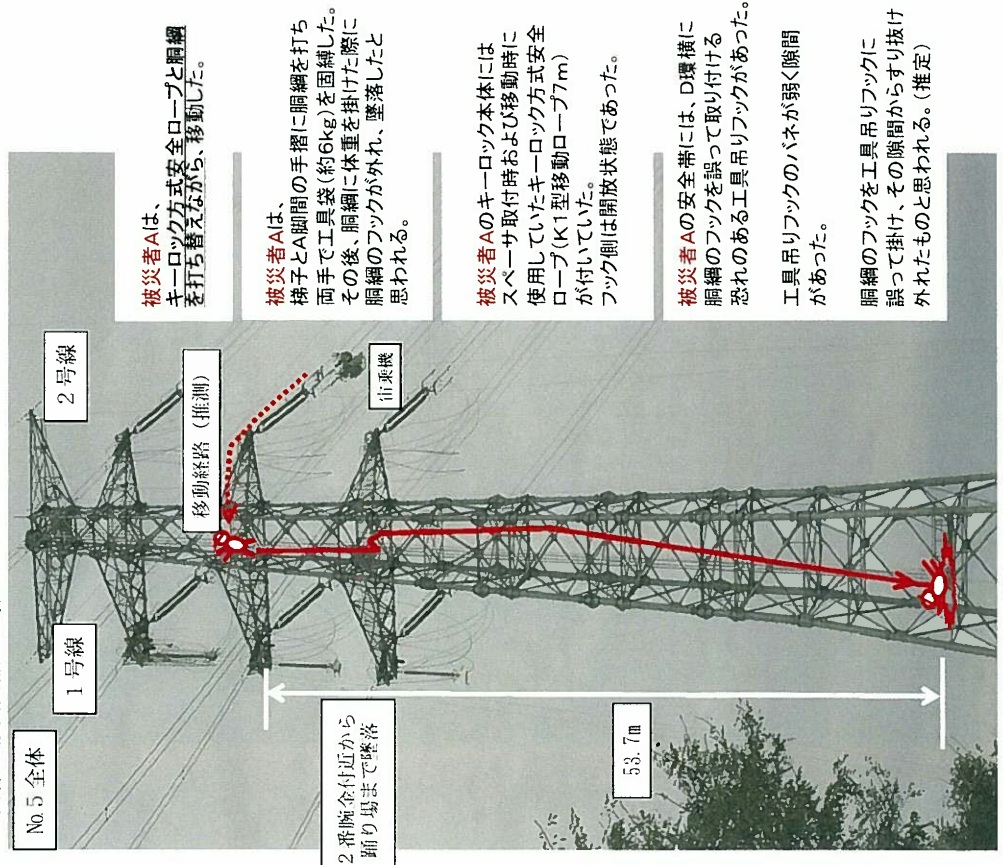 No.5 全体
1号線
2号線
移動経路（推測）
宙乗機
2番腕金付近から
踊り場まで墜落
53.7m
被災者Aは、
キーロック方式安全ロープと胴綱
を打ち替えながら、移動した。
被災者Aは、
梯子とA脚間の手摺に胴綱を打ち
両手で工具袋（約6kg）を固縛した。
その後、胴綱に体重を掛けた際に
胴綱のフックが外れ、墜落したと
思われる。
被災者Aのキーロック本体には
スペーサ取付時および移動時に
使用していたキーロック方式安全
ロープ（K1型移動ロープ7m）
が付いていた。
フック側は開放状態であった。
被災者Aの安全帯には、D環横に
胴綱のフックを誤って取り付ける
恐れのある工具吊りフックがあった。
工具吊りフックのバネが弱く隙間
があった。
胴綱のフックを工具吊りフックに
誤って掛け、その隙間からすり抜け
外れたものと思われる。（推定）